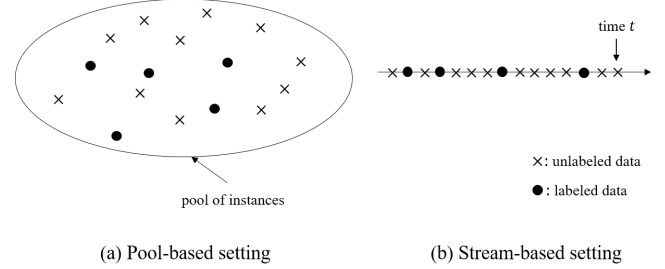 time t
×: unlabeled data
●: labeled data
pool of instances
(a) Pool-based setting
(b) Stream-based setting